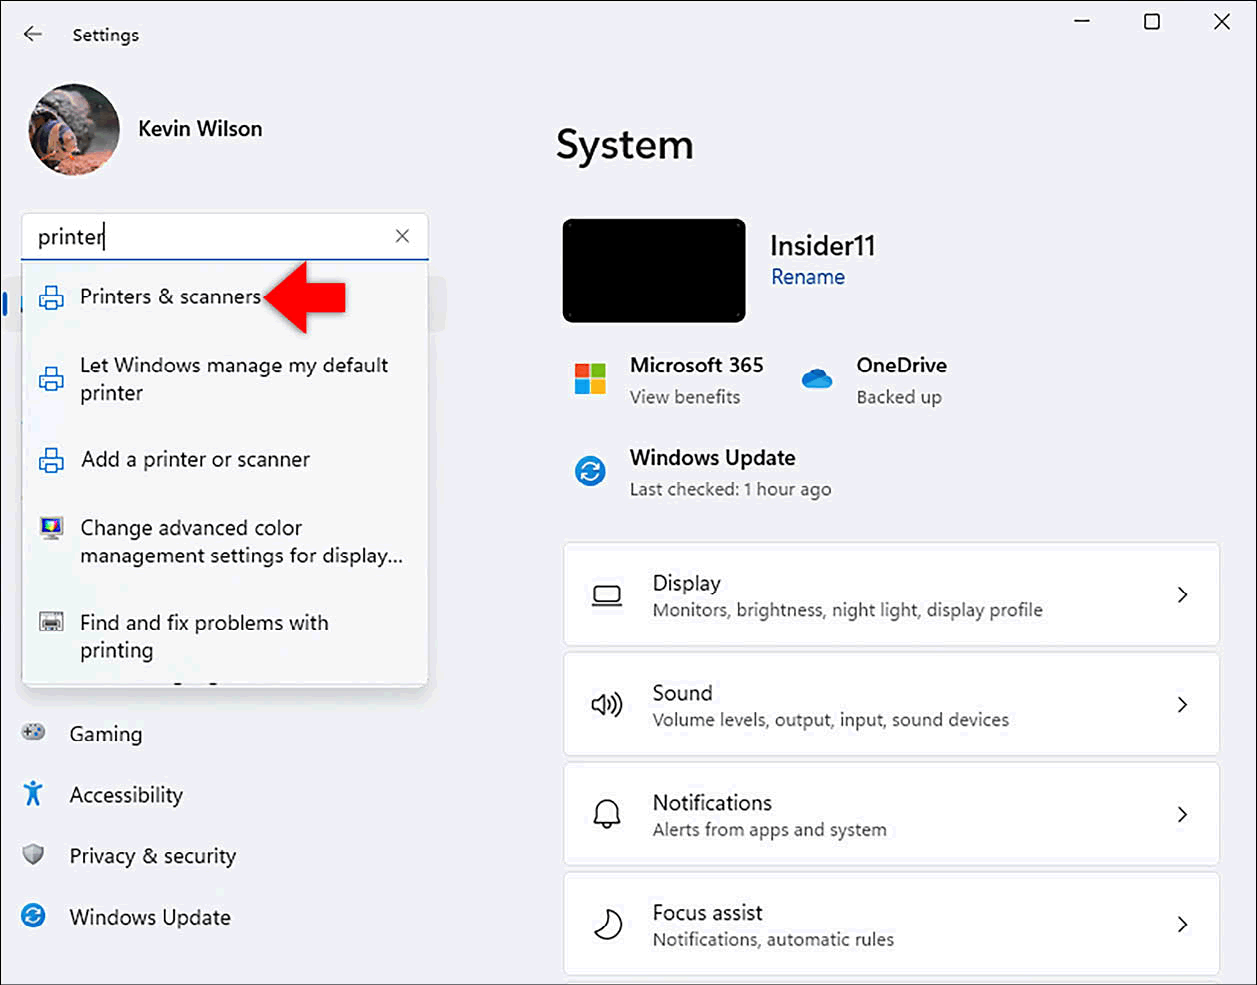 Settings
Kevin Wilson
printer
Printers & scanners
Let Windows manage my default
printer
Add a printer or scanner
Change advanced color
management settings for display...
Find and fix problems with
printing
Gaming
Accessibility
Privacy & security
Windows Update
System
Insider11
Rename
Microsoft 365
View benefits
OneDrive
Backed up
Windows Update
Last checked: 1 hour ago
Display
Monitors, brightness, night light, display profile
Sound
Volume levels, output, input, sound devices
Notifications
Alerts from apps and system
Focus assist
Notifications, automatic rules